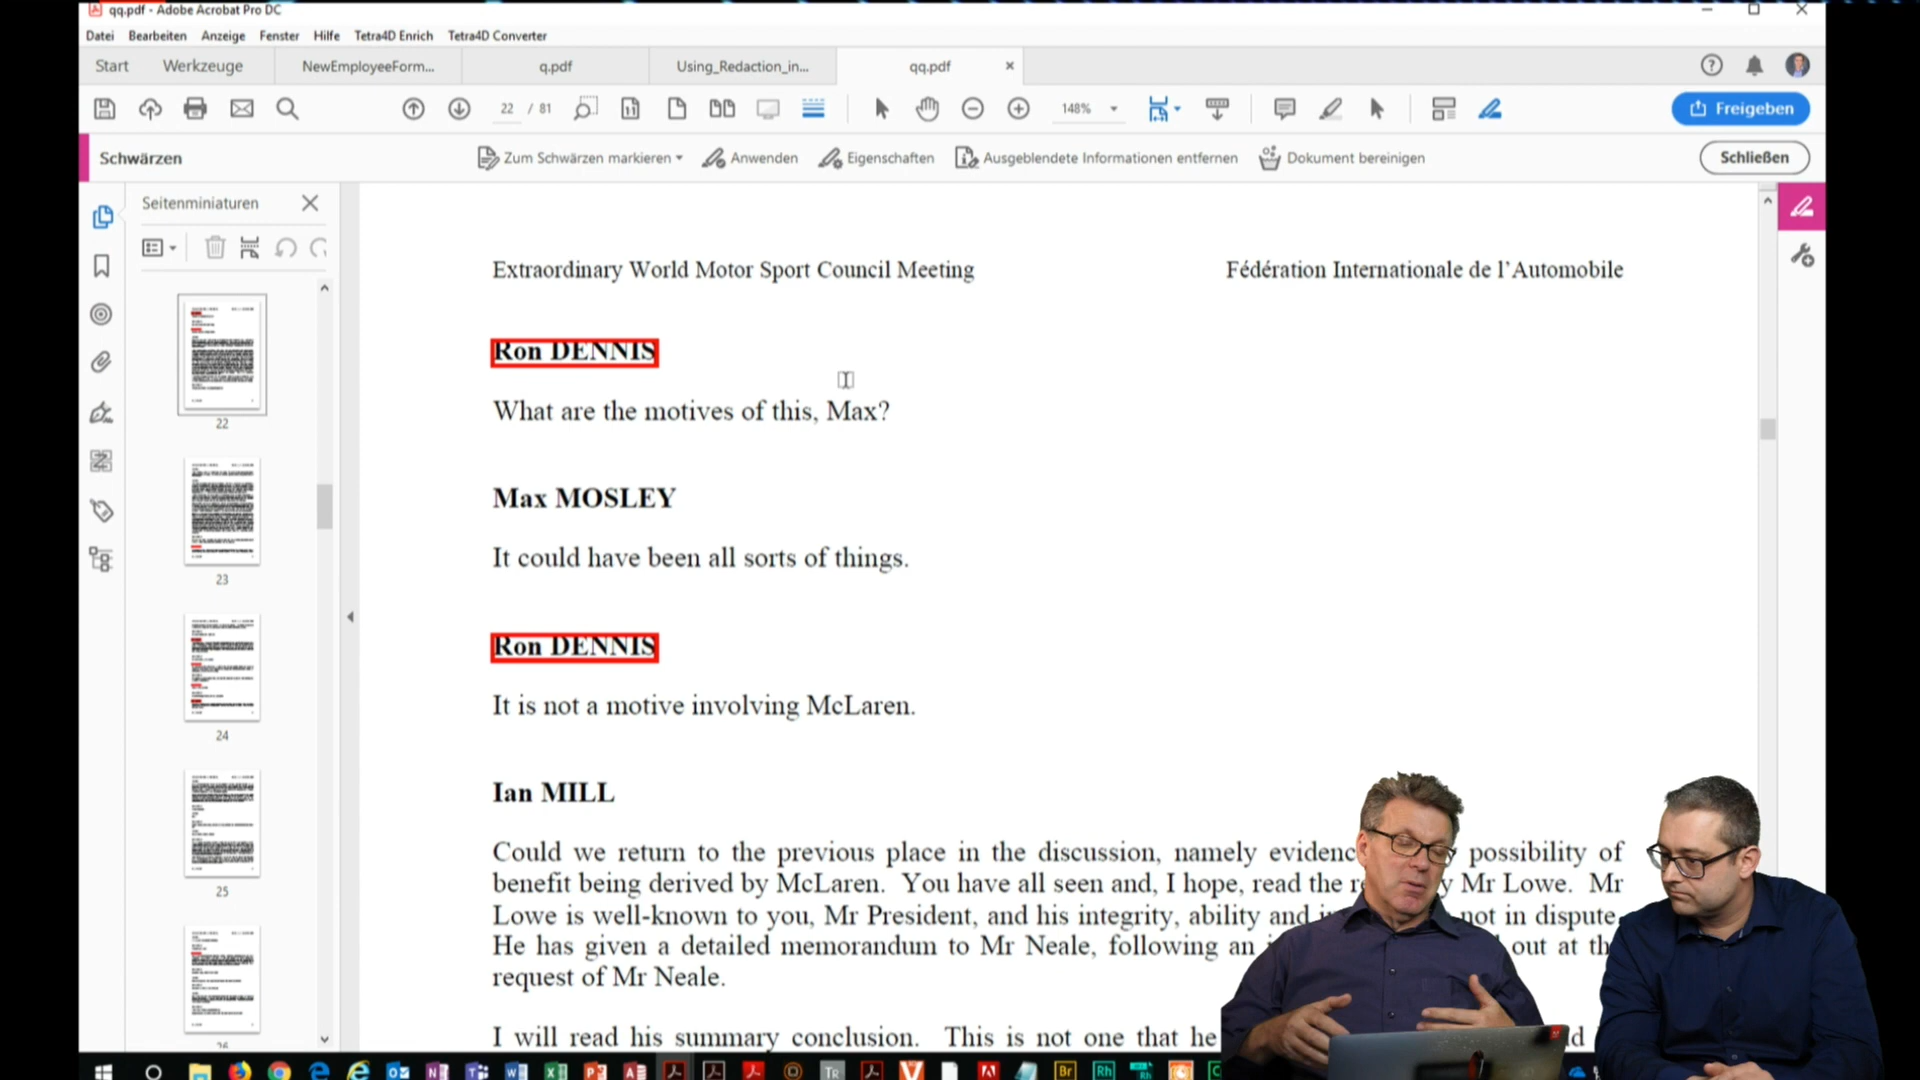 qq.pdf - Adobe Acrobat Pro DC
Datei Bearbeiten Anzeige Fenster Hilfe Tetra4D Enrich Tetra4D Converter
Start Werkzeuge NewEmployeeForm... q.pdf Using_Redaction_in... qq.pdf
22 / 81 148% Freigeben
Schwärzen Zum Schwärzen markieren Anwenden Eigenschaften Ausgeblendete Informationen entfernen Dokument bereinigen Schließen
Seitenminiaturen
22
23
24
25
Extraordinary World Motor Sport Council Meeting Fédération Internationale de l'Automobile
Ron DENNIS
What are the motives of this, Max?
Max MOSLEY
It could have been all sorts of things.
Ron DENNIS
It is not a motive involving McLaren.
Ian MILL
Could we return to the previous place in the discussion, namely possibility of
benefit being derived by McLaren. You have all seen and, I hope, read the Mr Lowe. Mr
Lowe is well-known to you, Mr President, and his integrity, ability and not in dispute.
He has given a detailed memorandum to Mr Neale, following an out at
request of Mr Neale.
I will read his summary conclusion. This is not one that he